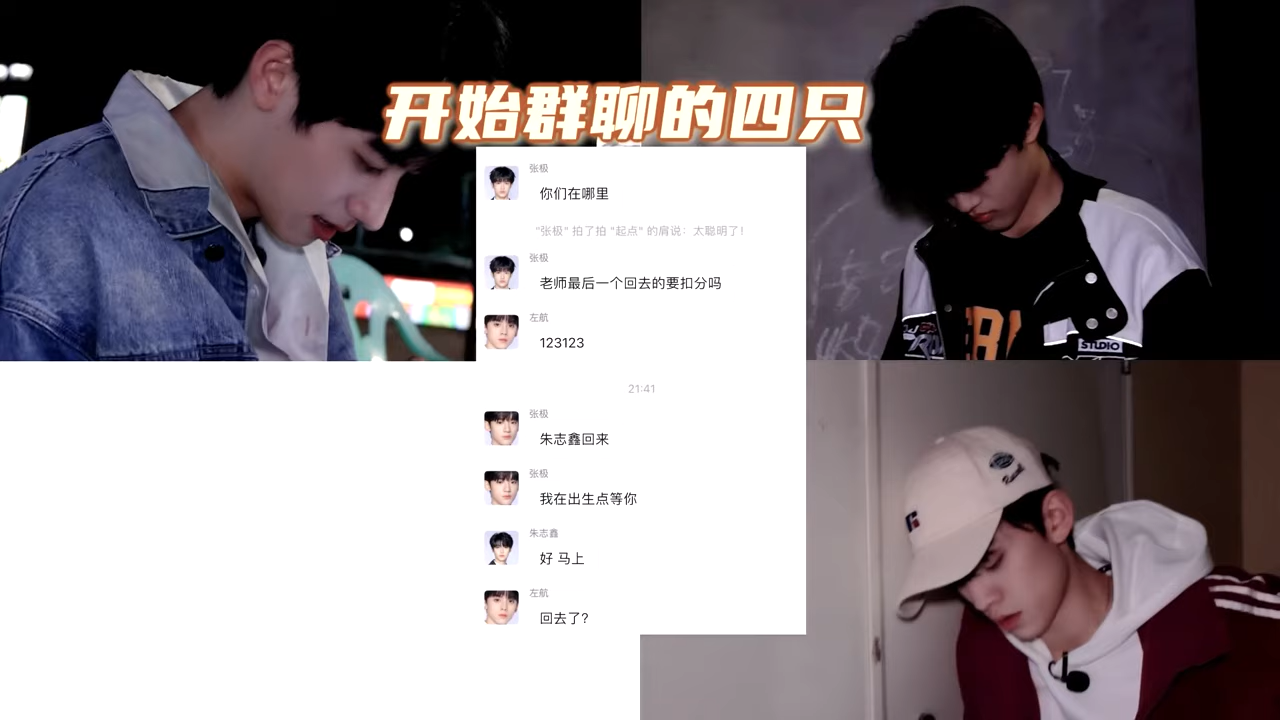 开始群聊的四只
张极
你们在哪里
"张极" 拍了拍 "起点" 的肩说：太聪明了！
张极
老师最后一个回去的要扣分吗
左航
123123
21:41
张极
朱志鑫回来
张极
我在出生点等你
朱志鑫
好 马上
左航
回去了?
STUDIO